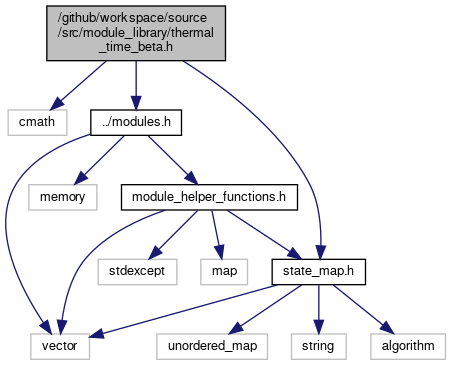 /github/workspace/source
/src/module_library/thermal
_time_beta.h
cmath
../modules.h
memory
module_helper_functions.h
stdexcept
map
state_map.h
vector
unordered_map
string
algorithm